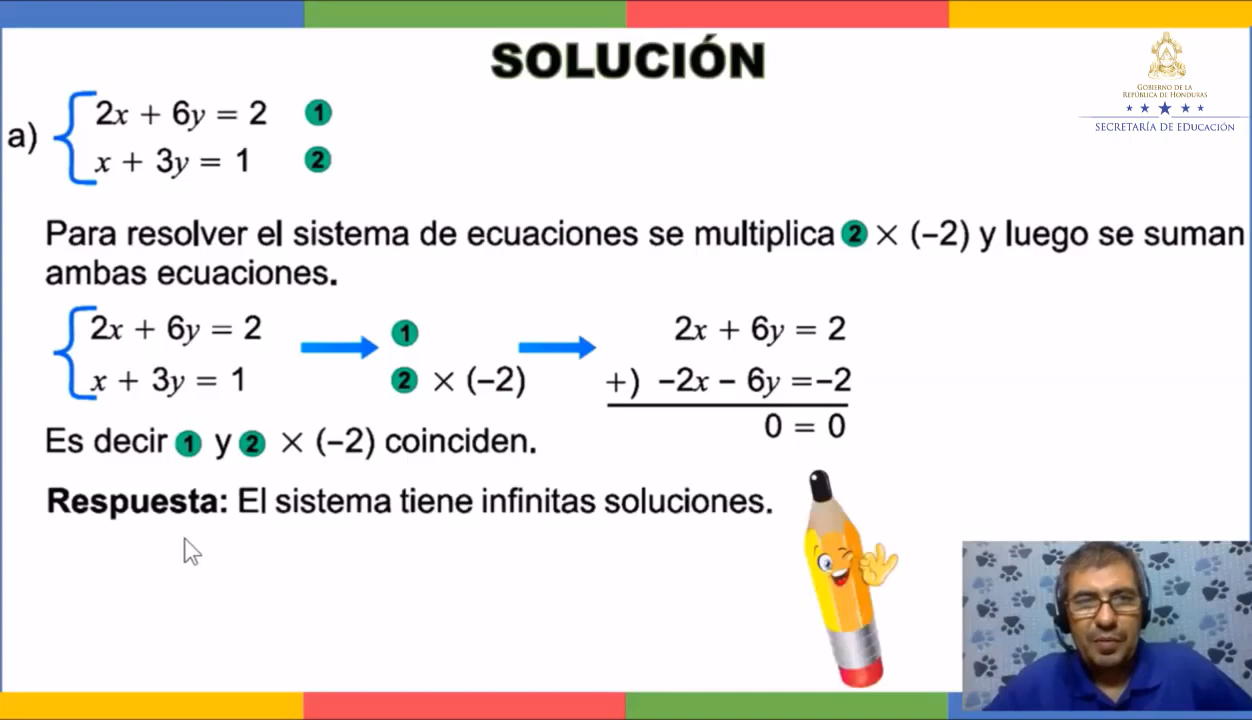 SOLUCIÓN
GOBIERNO DE LA
REPÚBLICA DE HONDURAS
SECRETARÍA DE EDUCACIÓN
a)
2x + 6y = 2 1
x + 3y = 1 2
Para resolver el sistema de ecuaciones se multiplica 2 × (−2) y luego se suman
ambas ecuaciones.
2x + 6y = 2 1 2x + 6y = 2
x + 3y = 1 2 × (−2) +) −2x − 6y =−2
0 = 0
Es decir 1 y 2 × (−2) coinciden.
Respuesta: El sistema tiene infinitas soluciones.